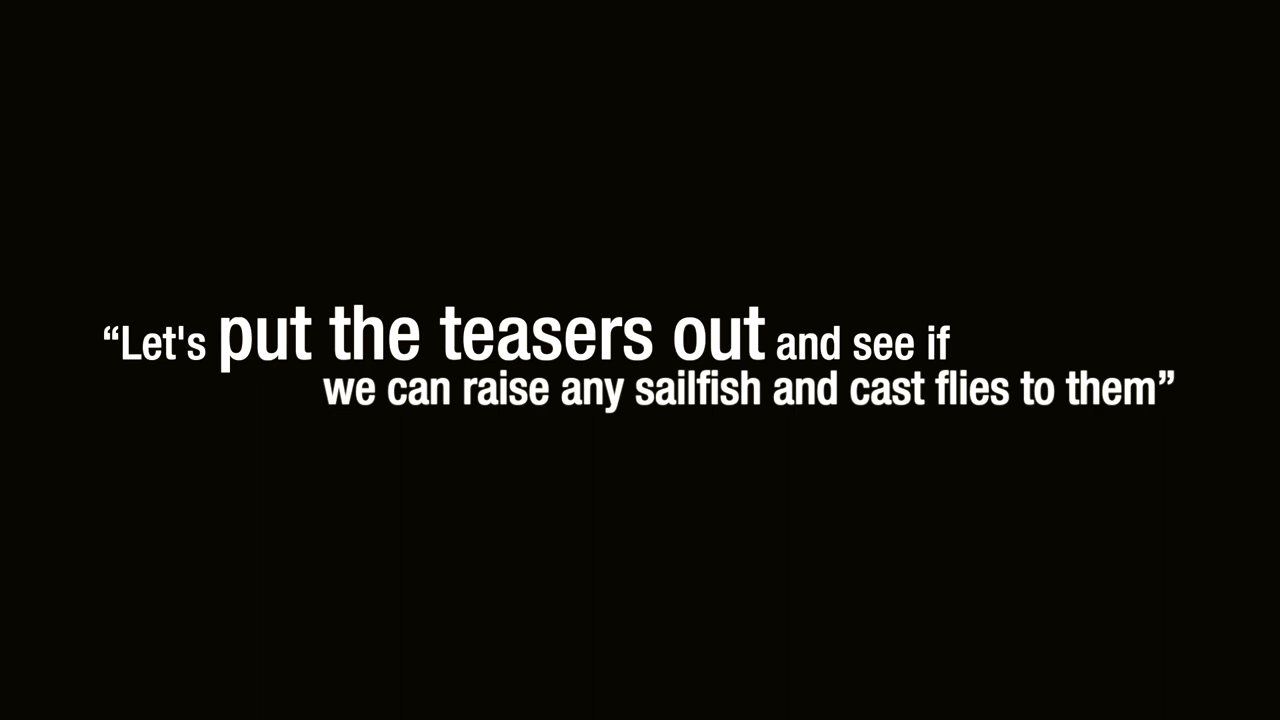 “Let's put the teasers out and see if
we can raise any sailfish and cast flies to them”